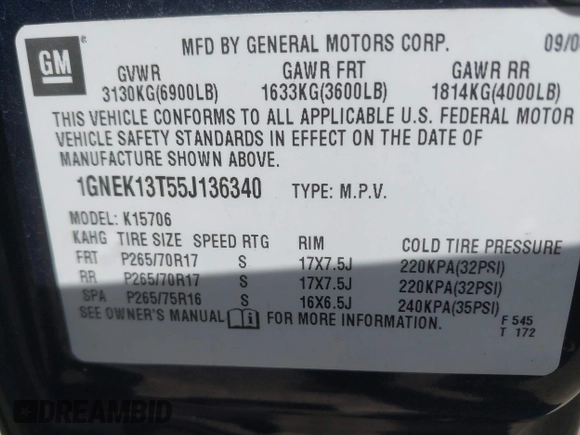 GM
MFD BY GENERAL MOTORS CORP. 09/0
GVWR GAWR FRT GAWR RR
3130KG(6900LB) 1633KG(3600LB) 1814KG(4000LB)
THIS VEHICLE CONFORMS TO ALL APPLICABLE U.S. FEDERAL MOTOR
VEHICLE SAFETY STANDARDS IN EFFECT ON THE DATE OF
MANUFACTURE SHOWN ABOVE.
1GNEK13T55J136340 TYPE: M.P.V.
MODEL: K15706
KAHG TIRE SIZE SPEED RTG RIM COLD TIRE PRESSURE
FRT P265/70R17 S 17X7.5J 220KPA(32PSI)
RR P265/70R17 S 17X7.5J 220KPA(32PSI)
SPA P265/75R16 S 16X6.5J 240KPA(35PSI)
SEE OWNER'S MANUAL FOR MORE INFORMATION.
F 545
T 172
DREAMBID